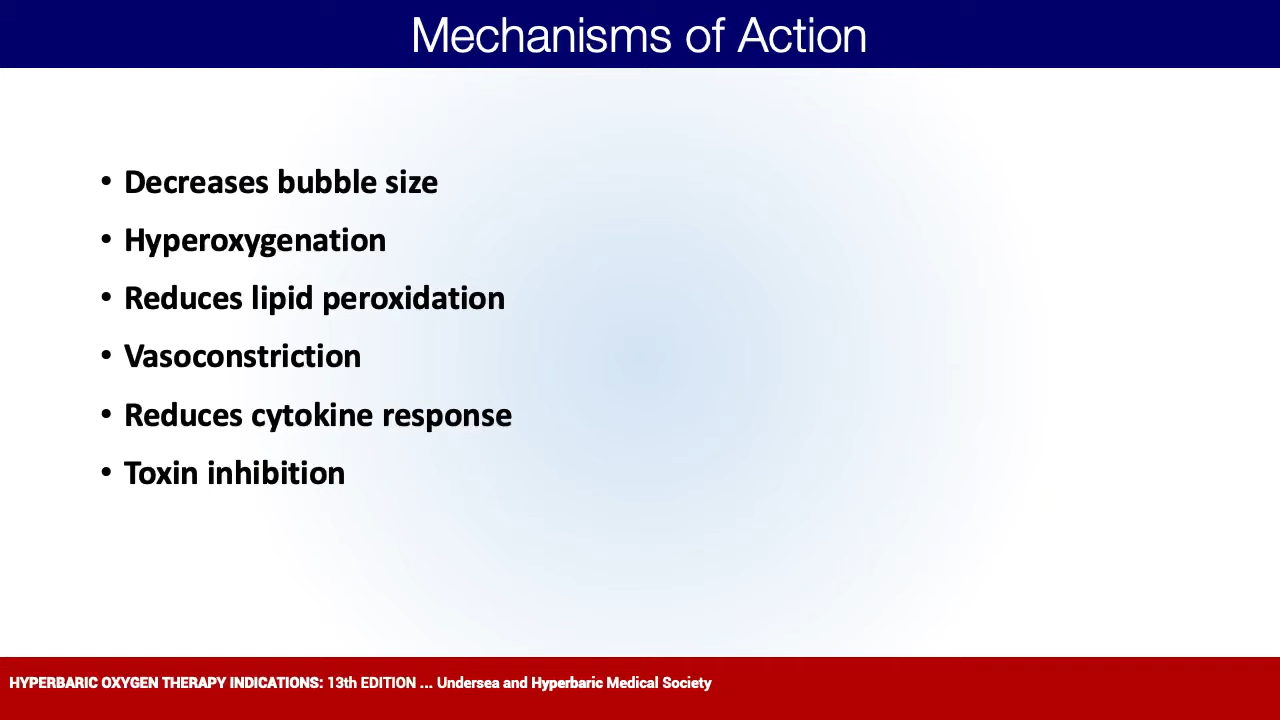 Mechanisms of Action
• Decreases bubble size
• Hyperoxygenation
• Reduces lipid peroxidation
• Vasoconstriction
• Reduces cytokine response
• Toxin inhibition
HYPERBARIC OXYGEN THERAPY INDICATIONS: 13th EDITION ... Undersea and Hyperbaric Medical Society